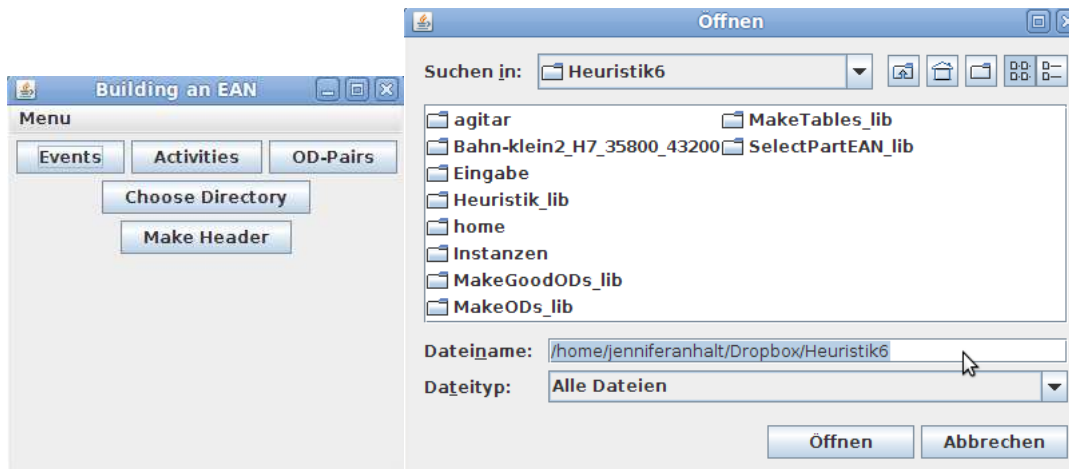 Building an EAN
Menu
Events Activities OD-Pairs
Choose Directory
Make Header
Öffnen
Suchen in: Heuristik6
agitar MakeTables_lib
Bahn-klein2_H7_35800_43200 SelectPartEAN_lib
Eingabe
Heuristik_lib
home
Instanzen
MakeGoodODs_lib
MakeODs_lib
Dateiname: /home/jenniferanhalt/Dropbox/Heuristik6
Dateityp: Alle Dateien
Öffnen Abbrechen